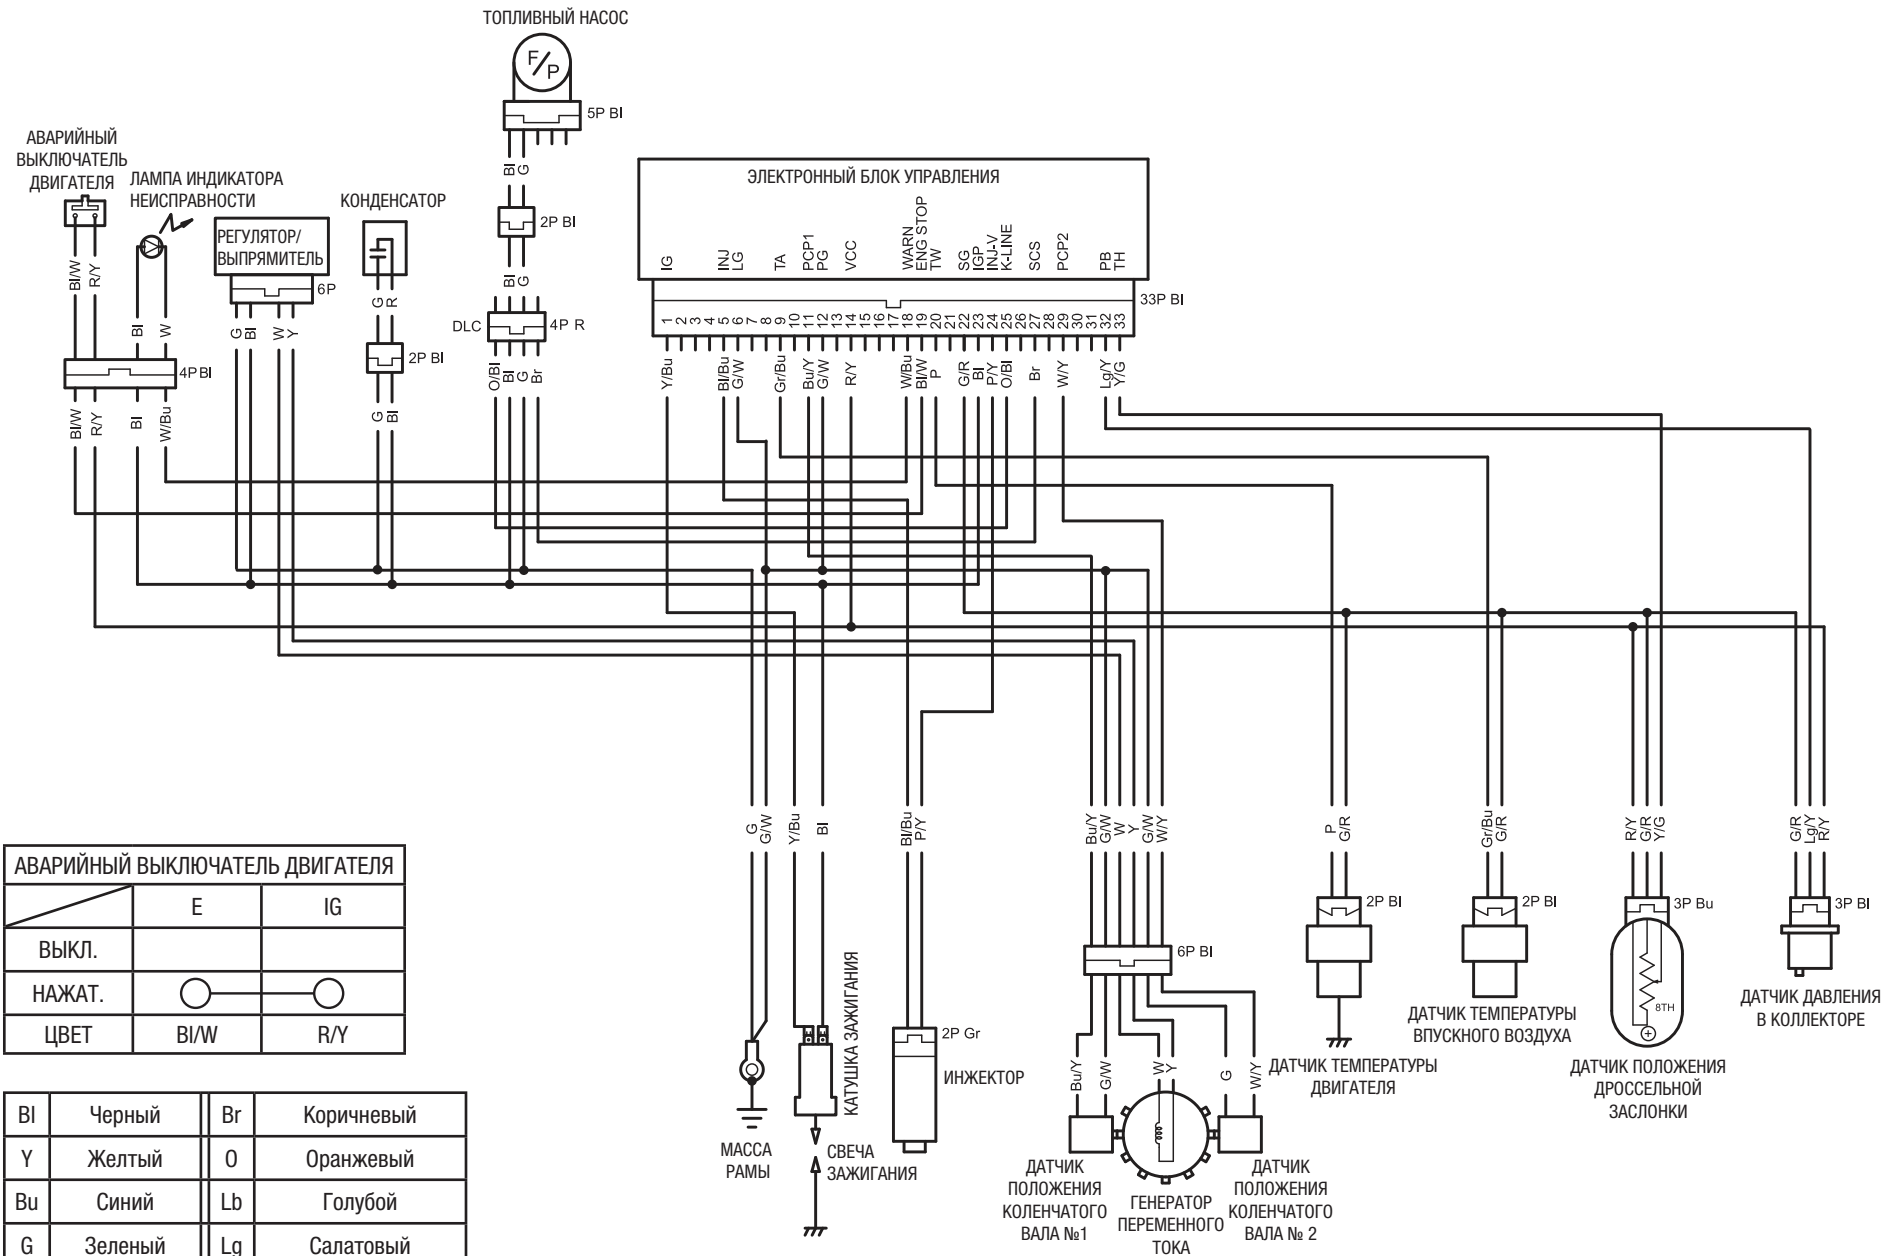 ТОПЛИВНЫЙ НАСОС
F/P
5P Bl
АВАРИЙНЫЙ
ВЫКЛЮЧАТЕЛЬ
ДВИГАТЕЛЯ
ЛАМПА ИНДИКАТОРА
НЕИСПРАВНОСТИ
РЕГУЛЯТОР/
ВЫПРЯМИТЕЛЬ
6P
КОНДЕНСАТОР
Bl G
2P Bl
Bl G
DLC
4P R
O/Bl Bl G Br
ЭЛЕКТРОННЫЙ БЛОК УПРАВЛЕНИЯ
IG INJ LG TA PCP1 PG VCC WARN ENG STOP TW SG IGP INJ-V K-LINE SCS PCP2 PB TH
33P Bl
1 2 3 4 5 6 7 8 9 10 11 12 13 14 15 16 17 18 19 20 21 22 23 24 25 26 27 28 29 30 31 32 33
Y/Bu Bl/Bu G/W Gr/Bu Bu/Y G/W R/Y W/Bu Bl/W P G/R Bl P/Y O/Bl Br W/Y Lg/Y Y/G
Bl/W R/Y Bl W
G Bl W Y
G R
2P Bl
G Bl
4P Bl
Bl/W R/Y Bl W/Bu
G G/W Y/Bu Bl Bl/Bu P/Y Bu/Y G/W W Y G/W W/Y P G/R Gr/Bu G/R R/Y G/R Y/G G/R Lg/Y R/Y
МАССА
РАМЫ
КАТУШКА ЗАЖИГАНИЯ
СВЕЧА
ЗАЖИГАНИЯ
2P Gr
ИНЖЕКТОР
6P Bl
Bu/Y G/W W Y G W/Y
ДАТЧИК
ПОЛОЖЕНИЯ
КОЛЕНЧАТОГО
ВАЛА №1
ГЕНЕРАТОР
ПЕРЕМЕННОГО
ТОКА
ДАТЧИК
ПОЛОЖЕНИЯ
КОЛЕНЧАТОГО
ВАЛА № 2
2P Bl
ДАТЧИК ТЕМПЕРАТУРЫ
ДВИГАТЕЛЯ
2P Bl
ДАТЧИК ТЕМПЕРАТУРЫ
ВПУСКНОГО ВОЗДУХА
3P Bu
8TH
ДАТЧИК ПОЛОЖЕНИЯ
ДРОССЕЛЬНОЙ
ЗАСЛОНКИ
3P Bl
ДАТЧИК ДАВЛЕНИЯ
В КОЛЛЕКТОРЕ
АВАРИЙНЫЙ ВЫКЛЮЧАТЕЛЬ ДВИГАТЕЛЯ
E IG
ВЫКЛ.
НАЖАТ.
ЦВЕТ Bl/W R/Y
Bl Черный Br Коричневый
Y Желтый O Оранжевый
Bu Синий Lb Голубой
G Зеленый Lg Салатовый